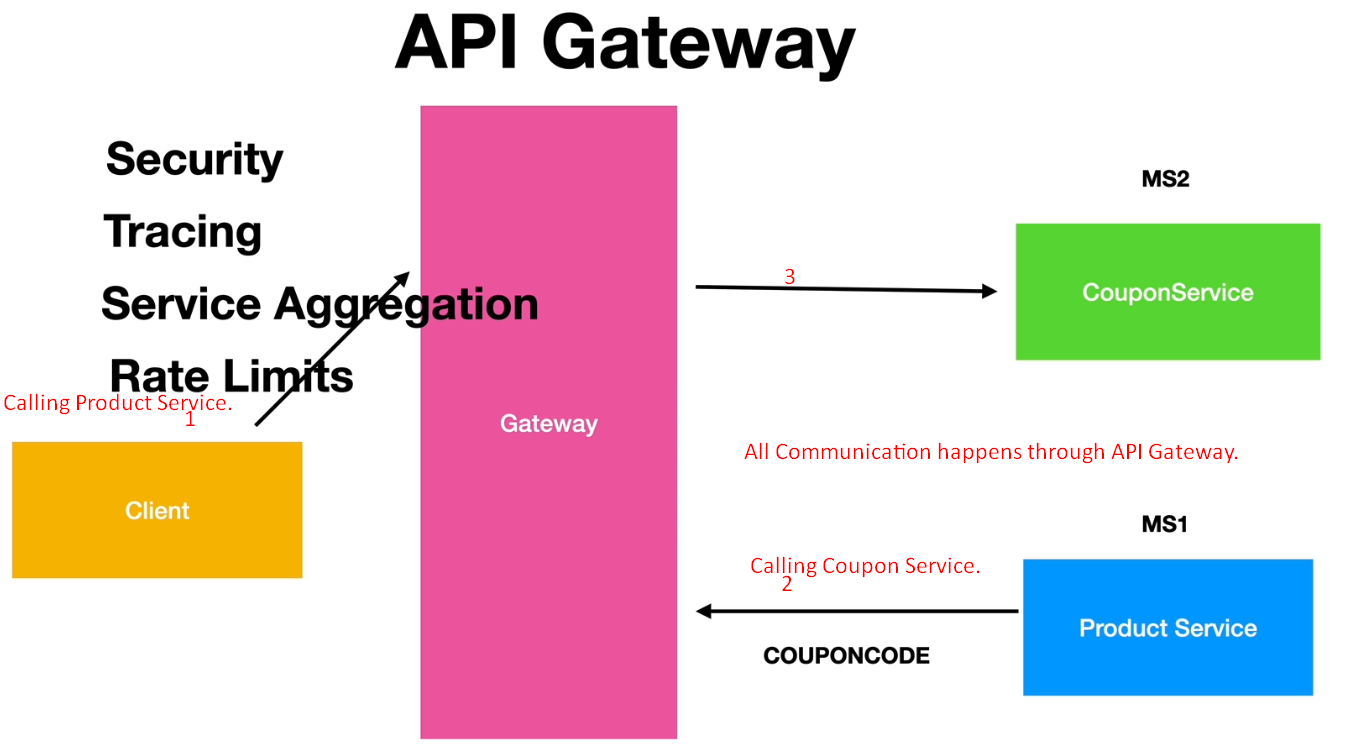 API Gateway
Security
Tracing
Service Aggregation
Rate Limits
Calling Product Service.
1
Client
Gateway
3
MS2
CouponService
All Communication happens through API Gateway.
MS1
Calling Coupon Service.
2
Product Service
COUPONCODE